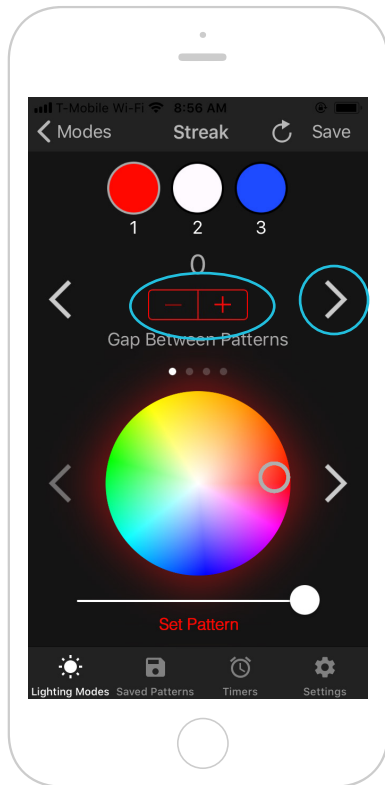 T-Mobile Wi-Fi 8:56 AM
Modes Streak Save
1 2 3
0
− +
Gap Between Patterns
Set Pattern
Lighting Modes Saved Patterns Timers Settings